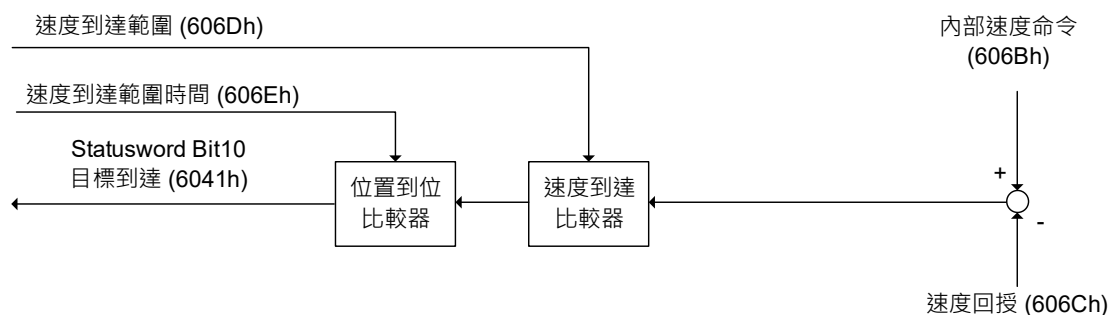 速度到達範圍 (606Dh)
內部速度命令
(606Bh)
速度到達範圍時間 (606Eh)
Statusword Bit10
目標到達 (6041h)
位置到位
比較器
速度到達
比較器
+
-
速度回授 (606Ch)